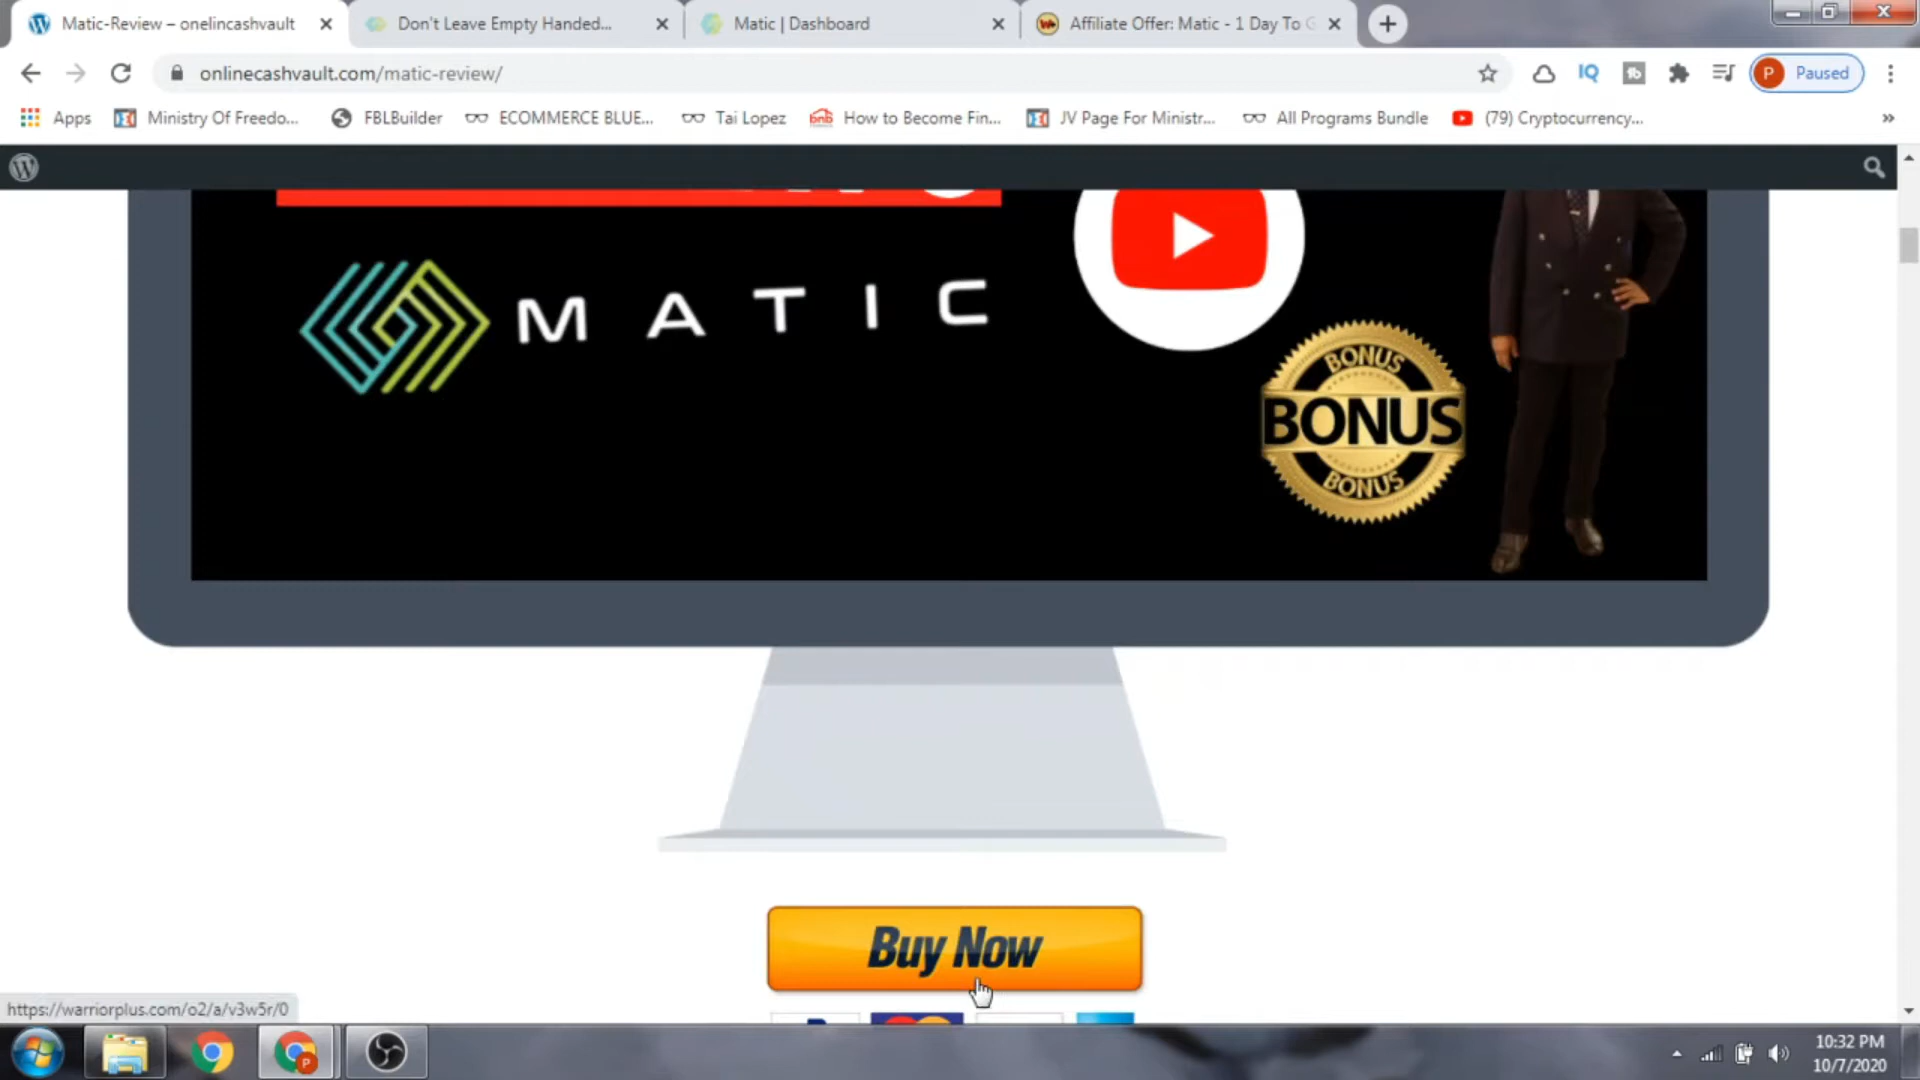 Matic-Review – onelincashvault
Don't Leave Empty Handed...
Matic | Dashboard
Affiliate Offer: Matic - 1 Day To G
onlinecashvault.com/matic-review/
IQ
P Paused
Apps
Ministry Of Freedo...
FBLBuilder
ECOMMERCE BLUE...
Tai Lopez
bnb
How to Become Fin...
JV Page For Ministr...
All Programs Bundle
(79) Cryptocurrency...
»
MATIC
BONUS
BONUS
BONUS
Buy Now
https://warriorplus.com/o2/a/v3w5r/0
P
10:32 PM
10/7/2020